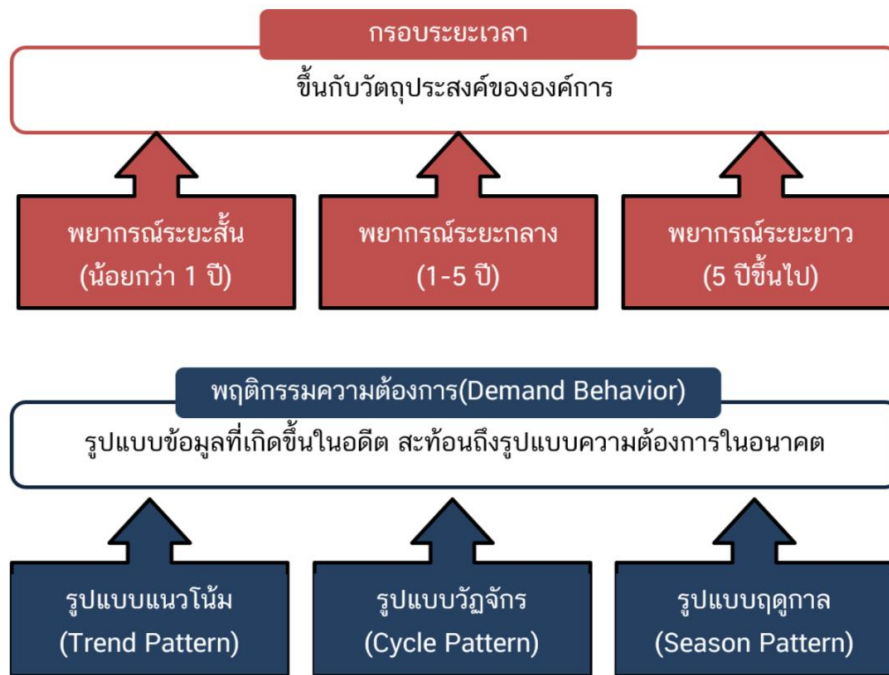 กรอบระยะเวลา
ขึ้นกับวัตถุประสงค์ขององค์การ
พยากรณ์ระยะสั้น
(น้อยกว่า 1 ปี)
พยากรณ์ระยะกลาง
(1-5 ปี)
พยากรณ์ระยะยาว
(5 ปีขึ้นไป)
พฤติกรรมความต้องการ(Demand Behavior)
รูปแบบข้อมูลที่เกิดขึ้นในอดีต สะท้อนถึงรูปแบบความต้องการในอนาคต
รูปแบบแนวโน้ม
(Trend Pattern)
รูปแบบวัฏจักร
(Cycle Pattern)
รูปแบบฤดูกาล
(Season Pattern)